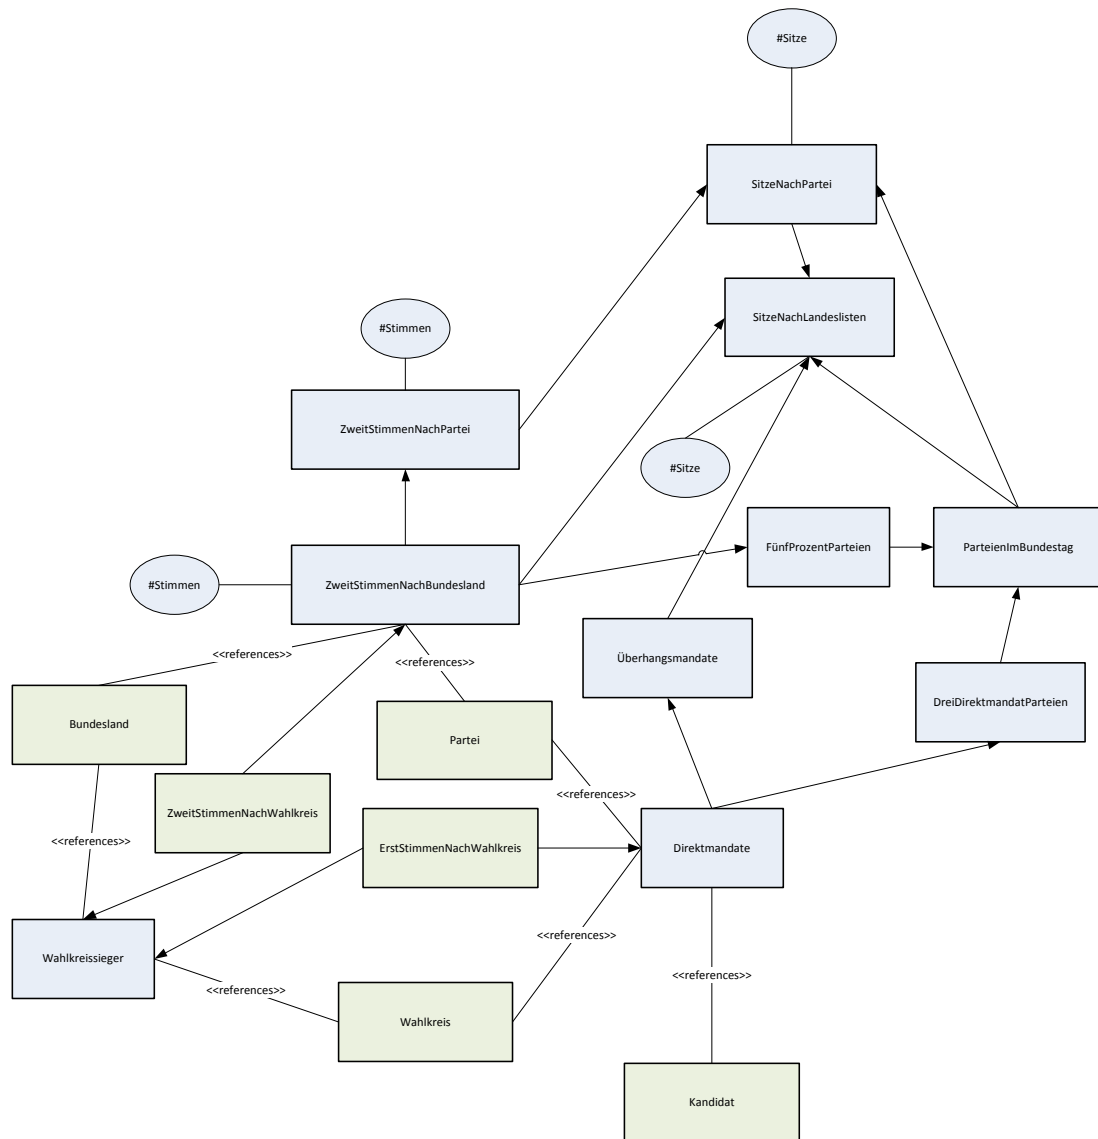 #Sitze
SitzeNachPartei
SitzeNachLandeslisten
#Stimmen
ZweitStimmenNachPartei
#Sitze
FünfProzentParteien
ParteienImBundestag
#Stimmen
ZweitStimmenNachBundesland
<<references>>
<<references>>
Überhangsmandate
DreiDirektmandatParteien
Bundesland
Partei
<<references>>
ZweitStimmenNachWahlkreis
<<references>>
ErstStimmenNachWahlkreis
Direktmandate
<<references>>
Wahlkreissieger
<<references>>
<<references>>
Wahlkreis
Kandidat